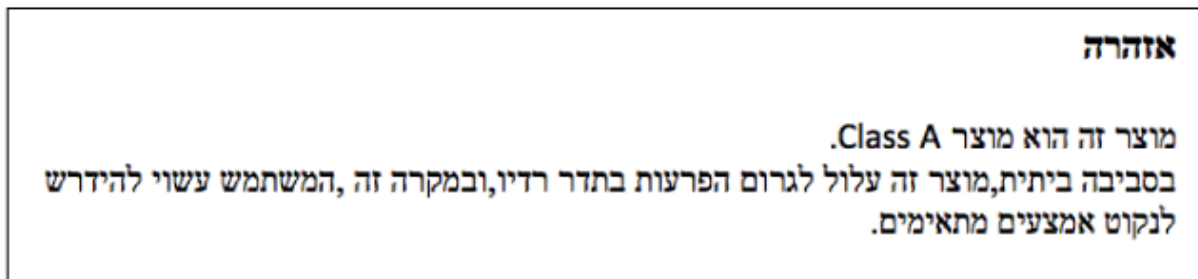 אזהרה
מוצר זה הוא מוצר Class A.
בסביבה ביתית,מוצר זה עלול לגרום הפרעות בתדר רדיו,ובמקרה זה ,המשתמש עשוי להידרש
לנקוט אמצעים מתאימים.